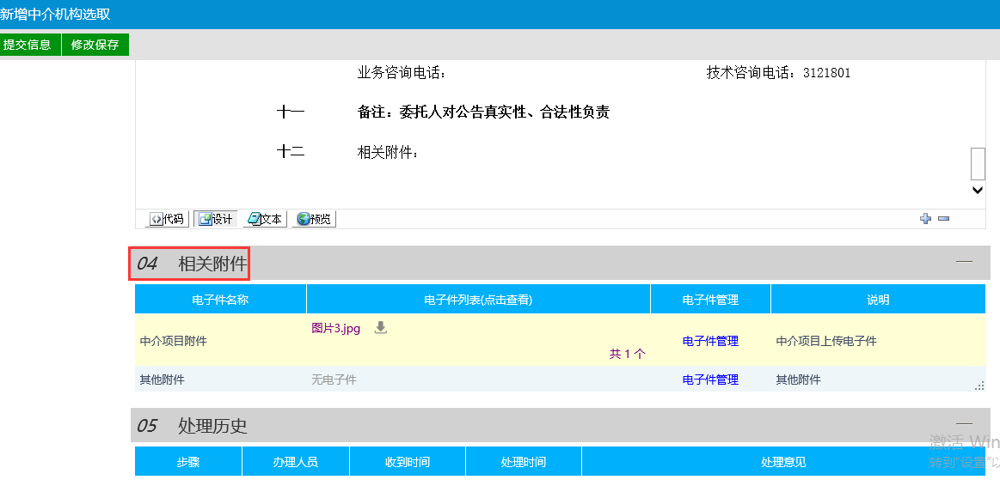 新增中介机构选取
提交信息 修改保存
业务咨询电话： 技术咨询电话：3121801
十一 备注：委托人对公告真实性、合法性负责
十二 相关附件：
代码 设计 文本 预览
04 相关附件
电子件名称 电子件列表(点击查看) 电子件管理 说明
中介项目附件 图片3.jpg 共 1 个 电子件管理 中介项目上传电子件
其他附件 无电子件 电子件管理 其他附件
05 处理历史
激活 Win
步骤 办理人员 收到时间 处理时间 处理意见
转到"设置"以